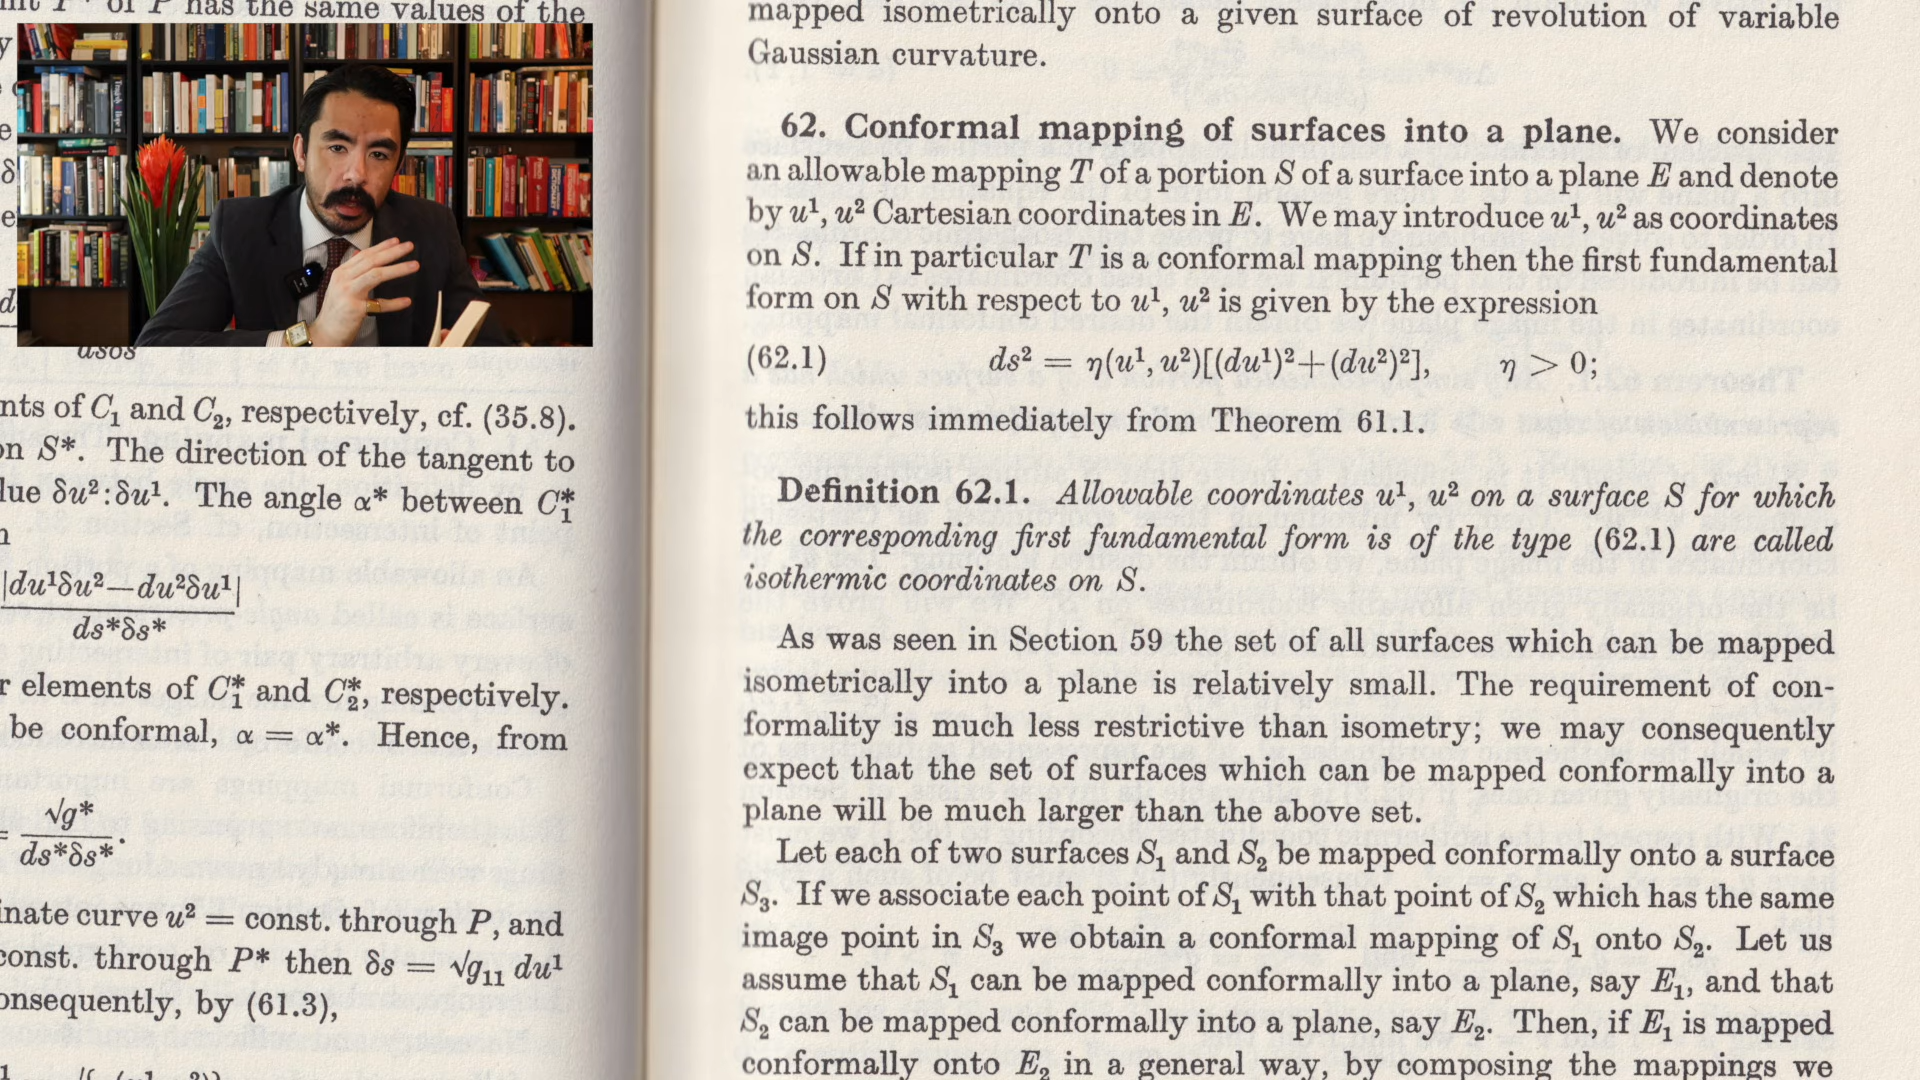 of P has the same values of the
asos
nts of C₁ and C₂, respectively, cf. (35.8).
on S*. The direction of the tangent to
lue δu²:δu¹. The angle α* between C₁*
|du¹δu²—du²δu¹|
ds*δs*
r elements of C₁* and C₂*, respectively.
be conformal, α = α*. Hence, from
= √g* / ds*δs* .
inate curve u² = const. through P, and
const. through P* then δs = √g₁₁ du¹
onsequently, by (61.3),
mapped isometrically onto a given surface of revolution of variable
Gaussian curvature.
62. Conformal mapping of surfaces into a plane. We consider
an allowable mapping T of a portion S of a surface into a plane E and denote
by u¹, u² Cartesian coordinates in E. We may introduce u¹, u² as coordinates
on S. If in particular T is a conformal mapping then the first fundamental
form on S with respect to u¹, u² is given by the expression
(62.1) ds² = η(u¹, u²)[(du¹)²+(du²)²], η > 0;
this follows immediately from Theorem 61.1.
Definition 62.1. Allowable coordinates u¹, u² on a surface S for which
the corresponding first fundamental form is of the type (62.1) are called
isothermic coordinates on S.
As was seen in Section 59 the set of all surfaces which can be mapped
isometrically into a plane is relatively small. The requirement of con-
formality is much less restrictive than isometry; we may consequently
expect that the set of surfaces which can be mapped conformally into a
plane will be much larger than the above set.
Let each of two surfaces S₁ and S₂ be mapped conformally onto a surface
S₃. If we associate each point of S₁ with that point of S₂ which has the same
image point in S₃ we obtain a conformal mapping of S₁ onto S₂. Let us
assume that S₁ can be mapped conformally into a plane, say E₁, and that
S₂ can be mapped conformally into a plane, say E₂. Then, if E₁ is mapped
conformally onto E₂ in a general way, by composing the mappings we